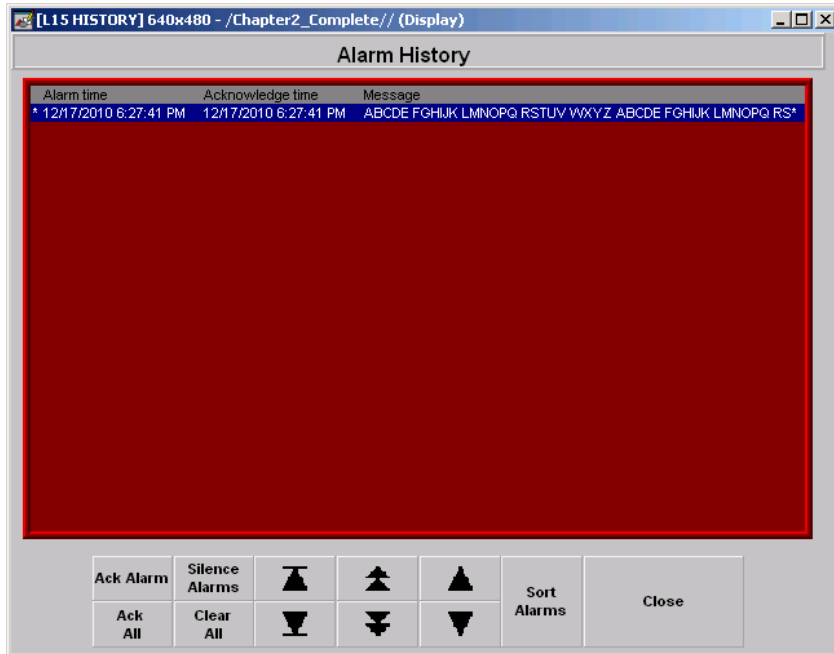 [L15 HISTORY] 640x480 - /Chapter2_Complete// (Display)
Alarm History
Alarm time Acknowledge time Message
* 12/17/2010 6:27:41 PM 12/17/2010 6:27:41 PM ABCDE FGHIJK LMNOPQ RSTUV WXYZ ABCDE FGHIJK LMNOPQ RS*
Ack Alarm
Silence
Alarms
Sort
Alarms
Close
Ack
All
Clear
All